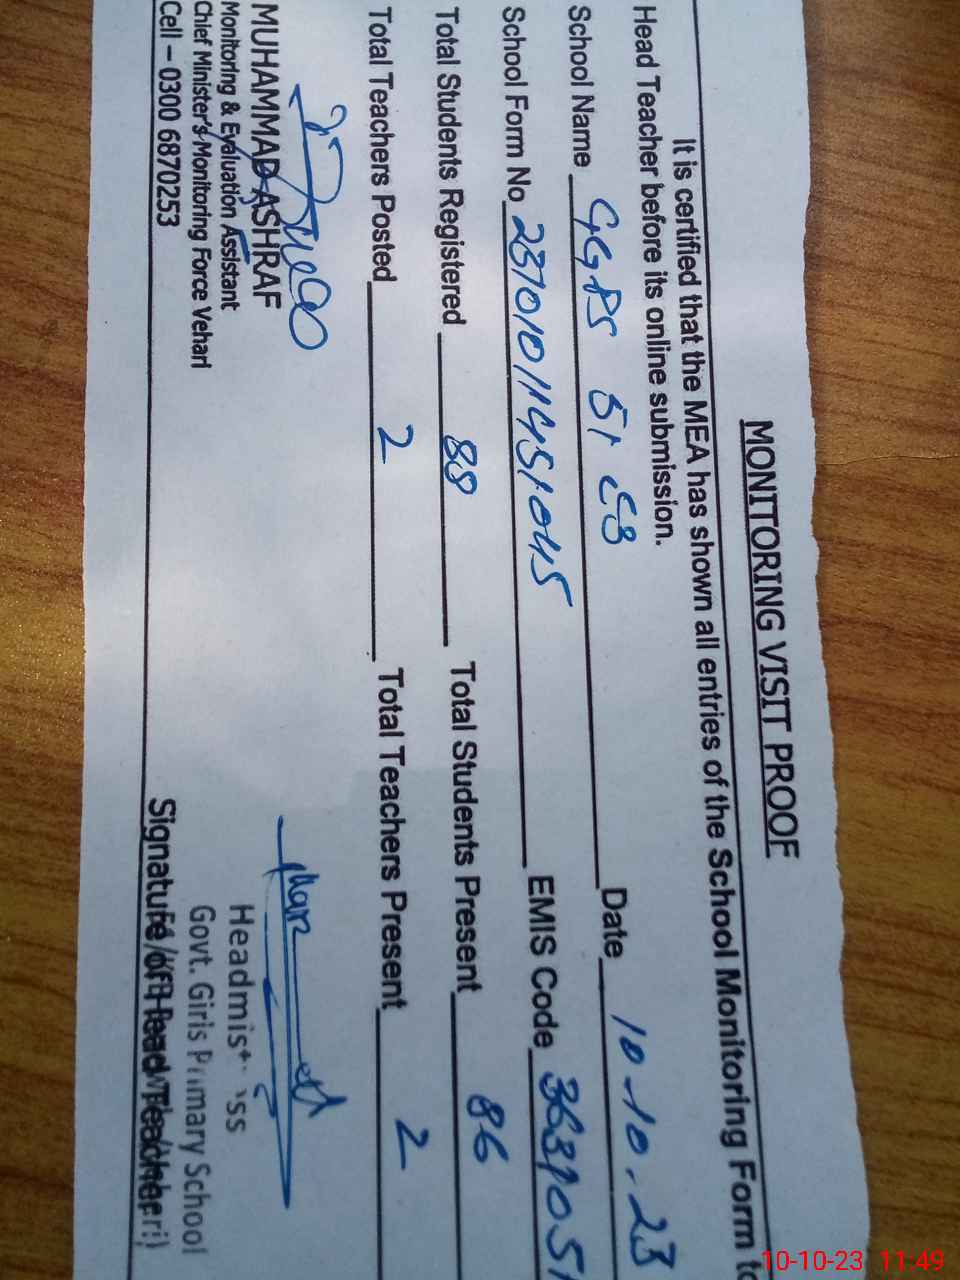 MONITORING VISIT PROOF
It is certified that the MEA has shown all entries of the School Monitoring Form to
Head Teacher before its online submission.
School Name GGPS 51 EB Date 10-10-23
School Form No EMIS Code
Total Students Registered 88 Total Students Present 86
Total Teachers Posted 2 Total Teachers Present 2
MUHAMMAD ASHRAF
Monitoring & Evaluation Assistant
Chief Minister's Monitoring Force Vehari
Cell – 0300 6870253
Govt. Girls Primary School
Signature of Head Teacher
10-10-23 11:49